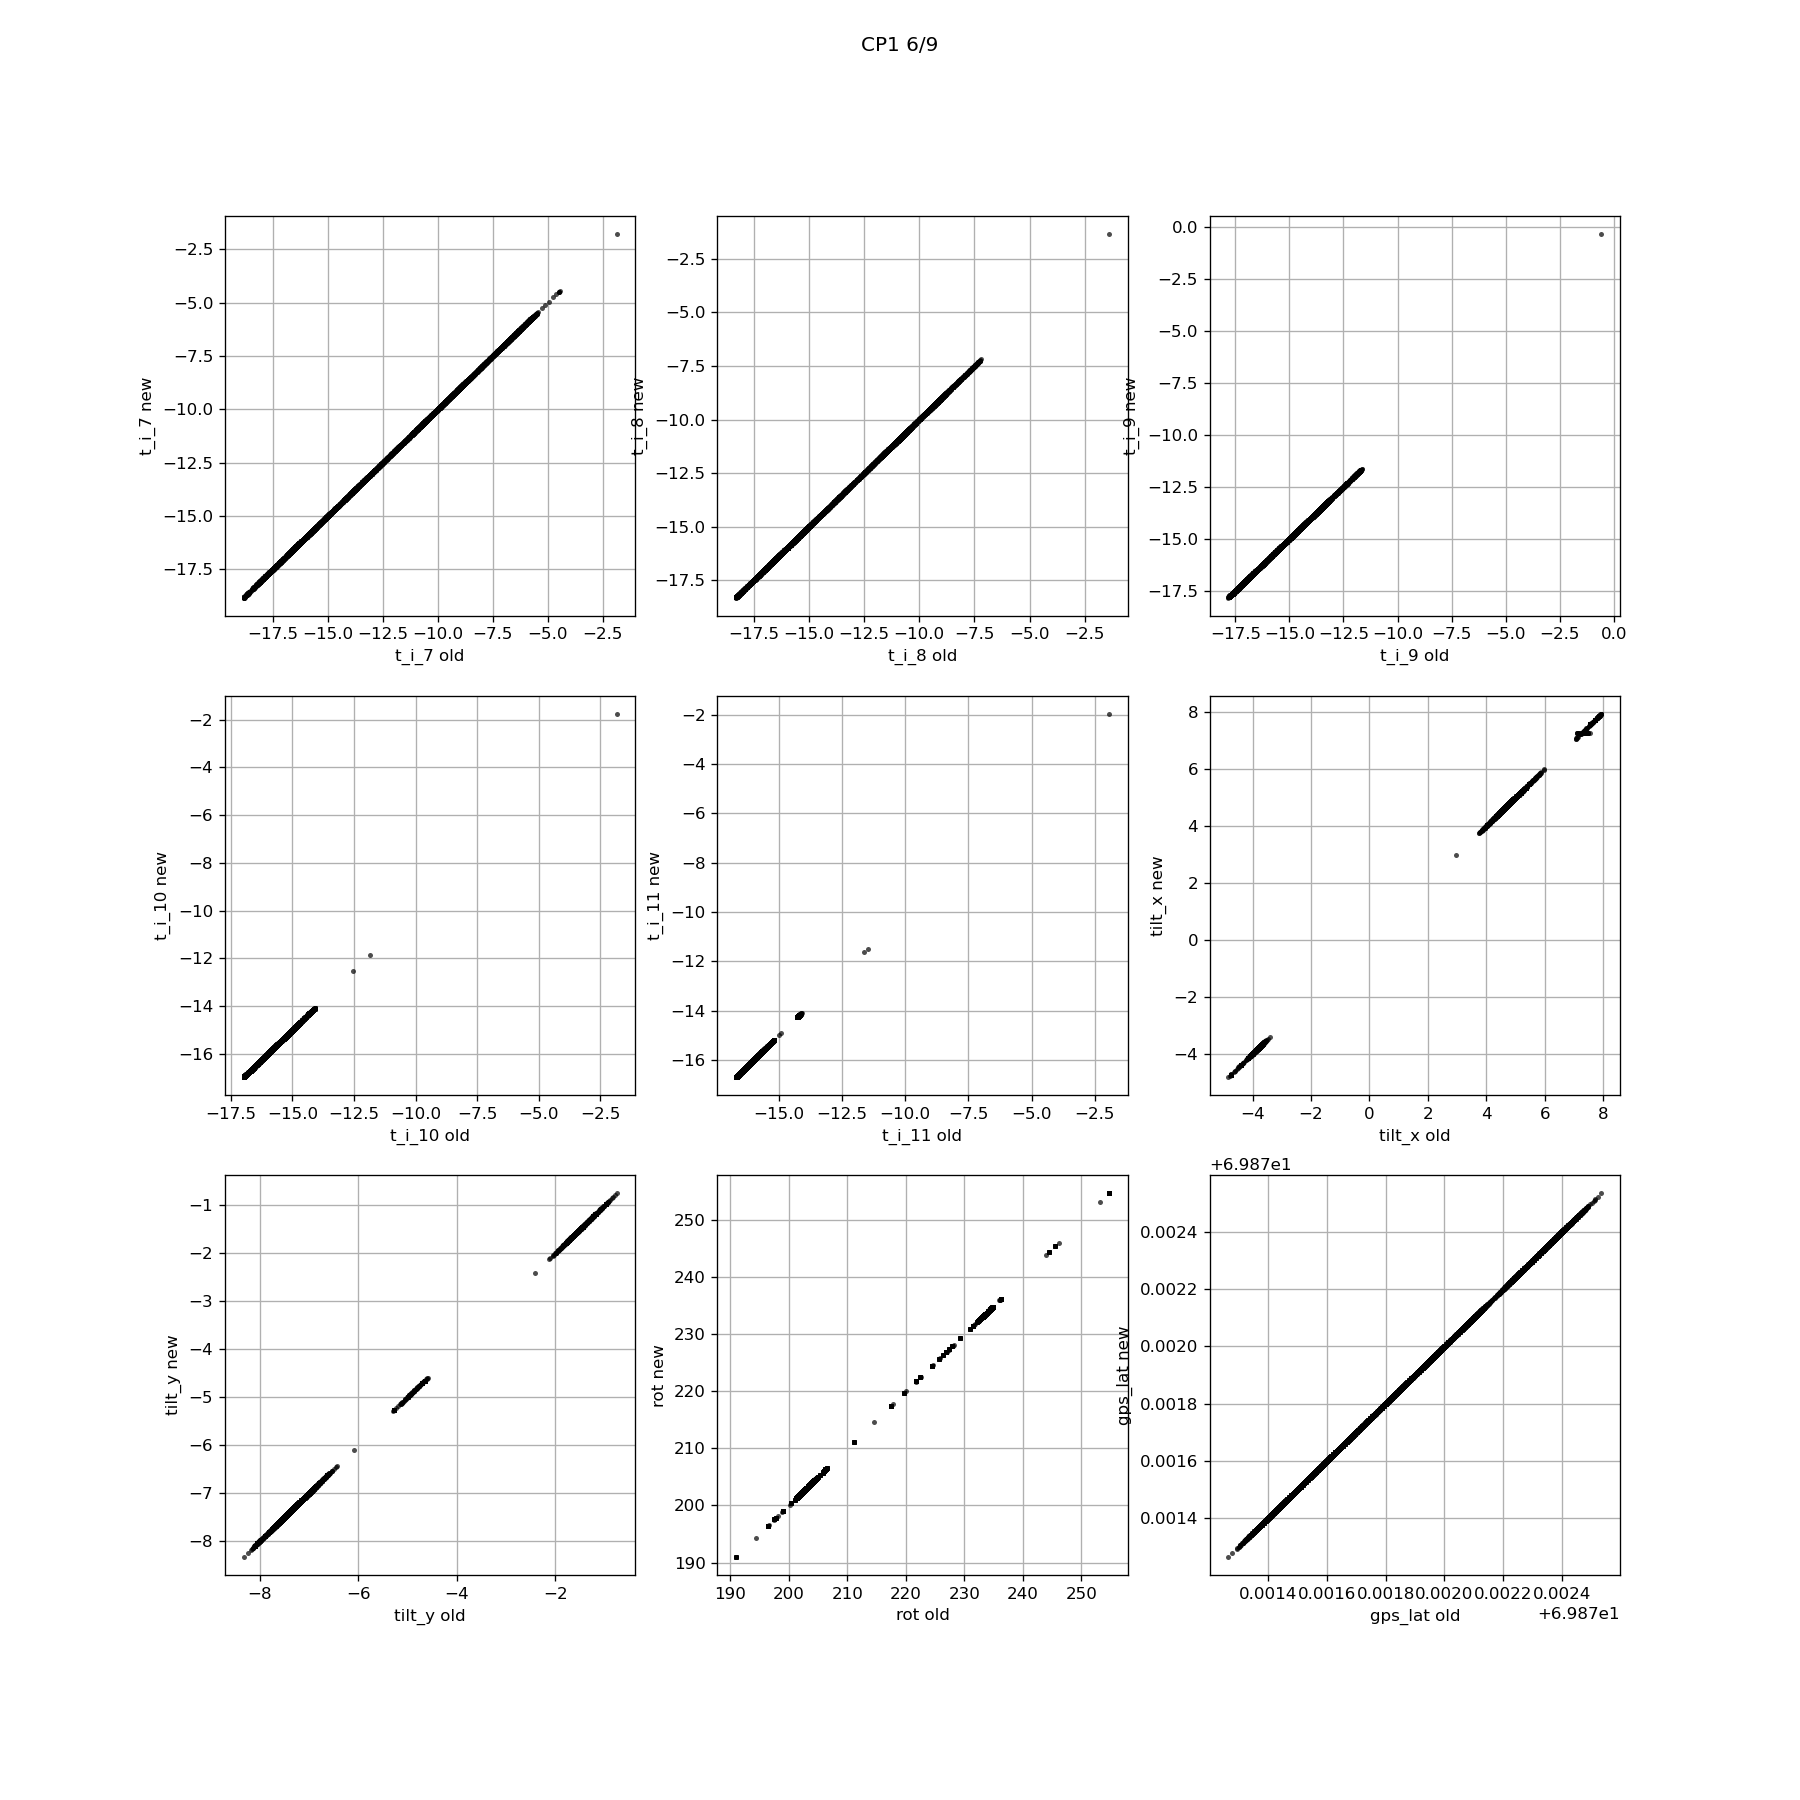 CP1 6/9
−2.5
−5.0
−7.5
−10.0
−12.5
−15.0
−17.5
t_i_7 new
−17.5 −15.0 −12.5 −10.0 −7.5 −5.0 −2.5
t_i_7 old
−2.5
−5.0
−7.5
−10.0
−12.5
−15.0
−17.5
t_i_8 new
−17.5 −15.0 −12.5 −10.0 −7.5 −5.0 −2.5
t_i_8 old
0.0
−2.5
−5.0
−7.5
−10.0
−12.5
−15.0
−17.5
t_i_9 new
−17.5 −15.0 −12.5 −10.0 −7.5 −5.0 −2.5 0.0
t_i_9 old
−2
−4
−6
−8
−10
−12
−14
−16
t_i_10 new
−17.5 −15.0 −12.5 −10.0 −7.5 −5.0 −2.5
t_i_10 old
−2
−4
−6
−8
−10
−12
−14
−16
t_i_11 new
−15.0 −12.5 −10.0 −7.5 −5.0 −2.5
t_i_11 old
8
6
4
2
0
−2
−4
tilt_x new
−4 −2 0 2 4 6 8
tilt_x old
−1
−2
−3
−4
−5
−6
−7
−8
tilt_y new
−8 −6 −4 −2
tilt_y old
250
240
230
220
210
200
190
rot new
190 200 210 220 230 240 250
rot old
+6.987e1
0.0024
0.0022
0.0020
0.0018
0.0016
0.0014
gps_lat new
0.0014 0.0016 0.0018 0.0020 0.0022 0.0024
gps_lat old
+6.987e1